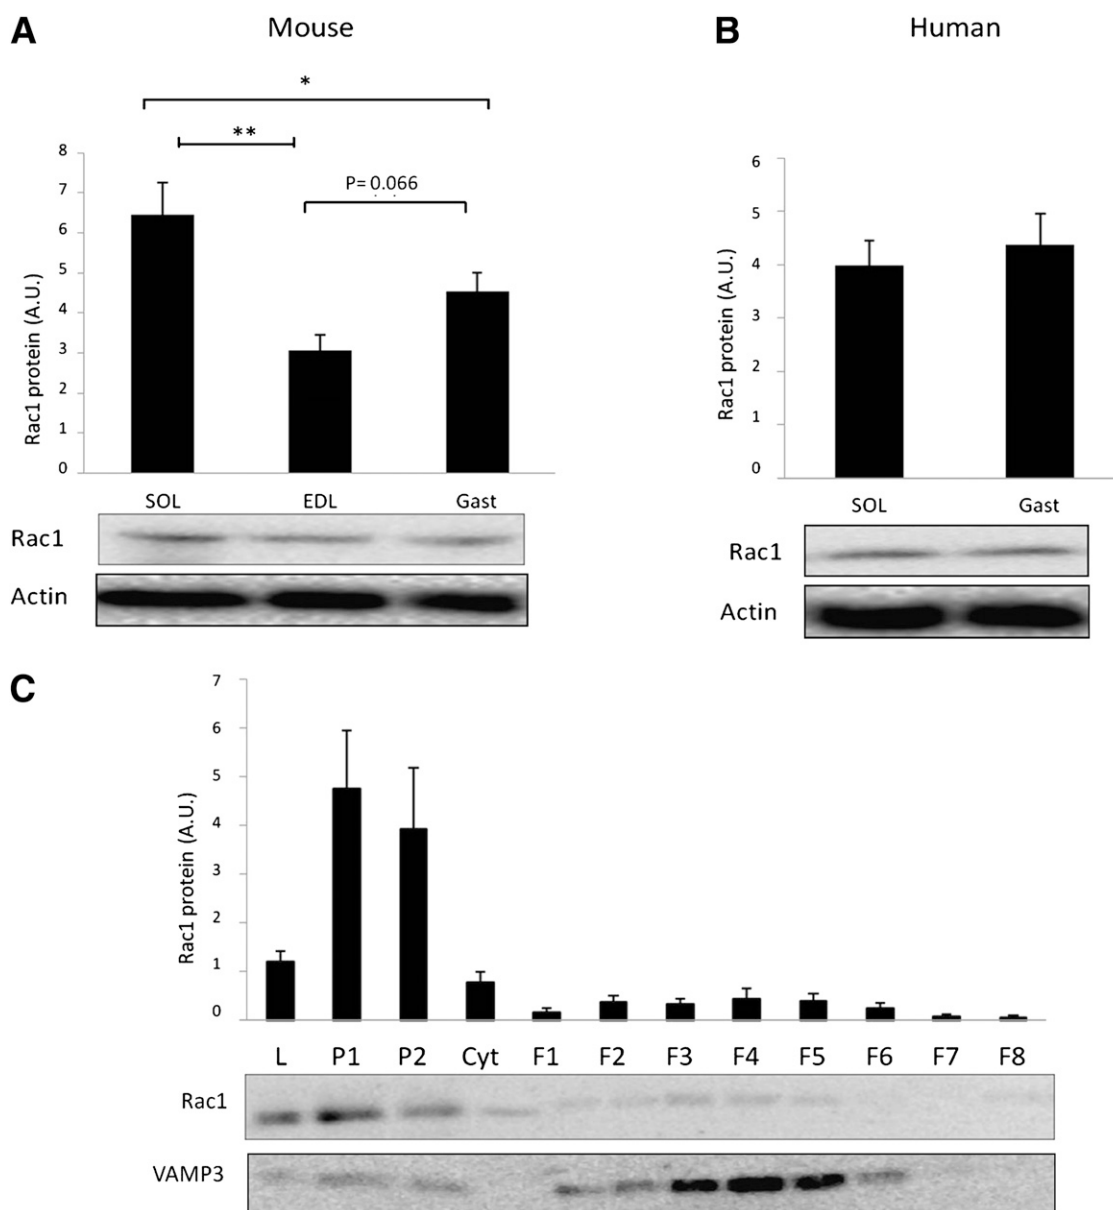 A
Mouse
*
**
P= 0.066
8
7
6
5
4
3
2
1
0
Rac1 protein (A.U.)
SOL EDL Gast
Rac1
Actin
B
Human
6
5
4
3
2
1
0
Rac1 protein (A.U.)
SOL Gast
Rac1
Actin
C
7
6
5
4
3
2
1
0
Rac1 protein (A.U.)
L P1 P2 Cyt F1 F2 F3 F4 F5 F6 F7 F8
Rac1
VAMP3